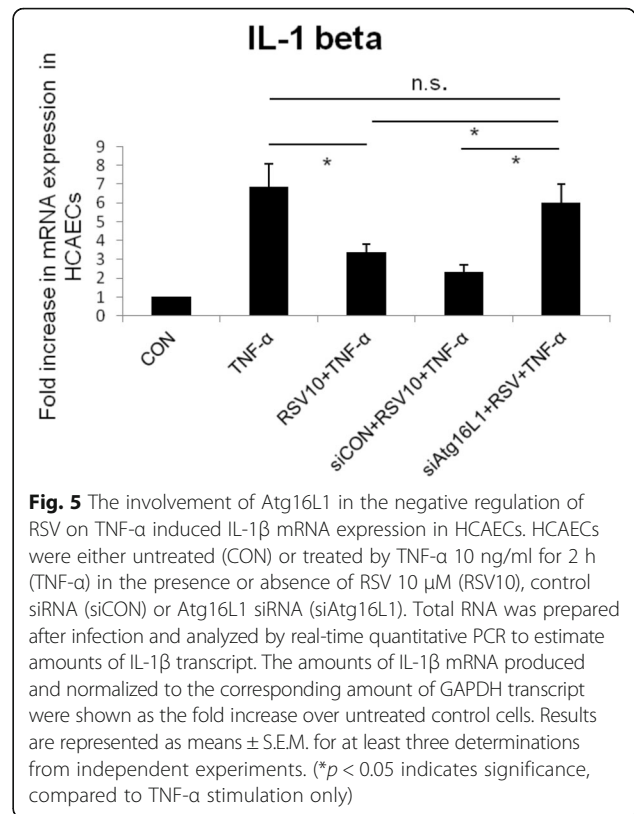 IL-1 beta
Fold increase in mRNA expression in
HCAECs
n.s.
*
*
*
9
8
7
6
5
4
3
2
1
0
CON
TNF-α
RSV10+TNF-α
siCON+RSV10+TNF-α
siAtg16L1+RSV+TNF-α
Fig. 5 The involvement of Atg16L1 in the negative regulation of
RSV on TNF-α induced IL-1β mRNA expression in HCAECs. HCAECs
were either untreated (CON) or treated by TNF-α 10 ng/ml for 2 h
(TNF-α) in the presence or absence of RSV 10 μM (RSV10), control
siRNA (siCON) or Atg16L1 siRNA (siAtg16L1). Total RNA was prepared
after infection and analyzed by real-time quantitative PCR to estimate
amounts of IL-1β transcript. The amounts of IL-1β mRNA produced
and normalized to the corresponding amount of GAPDH transcript
were shown as the fold increase over untreated control cells. Results
are represented as means ± S.E.M. for at least three determinations
from independent experiments. (*p < 0.05 indicates significance,
compared to TNF-α stimulation only)